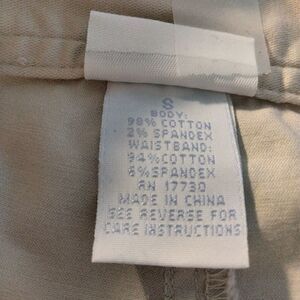 S
BODY:
98% COTTON
2% SPANDEX
WAISTBAND:
94% COTTON
6% SPANDEX
RN 17730
MADE IN CHINA
SEE REVERSE FOR
CARE INSTRUCTIONS